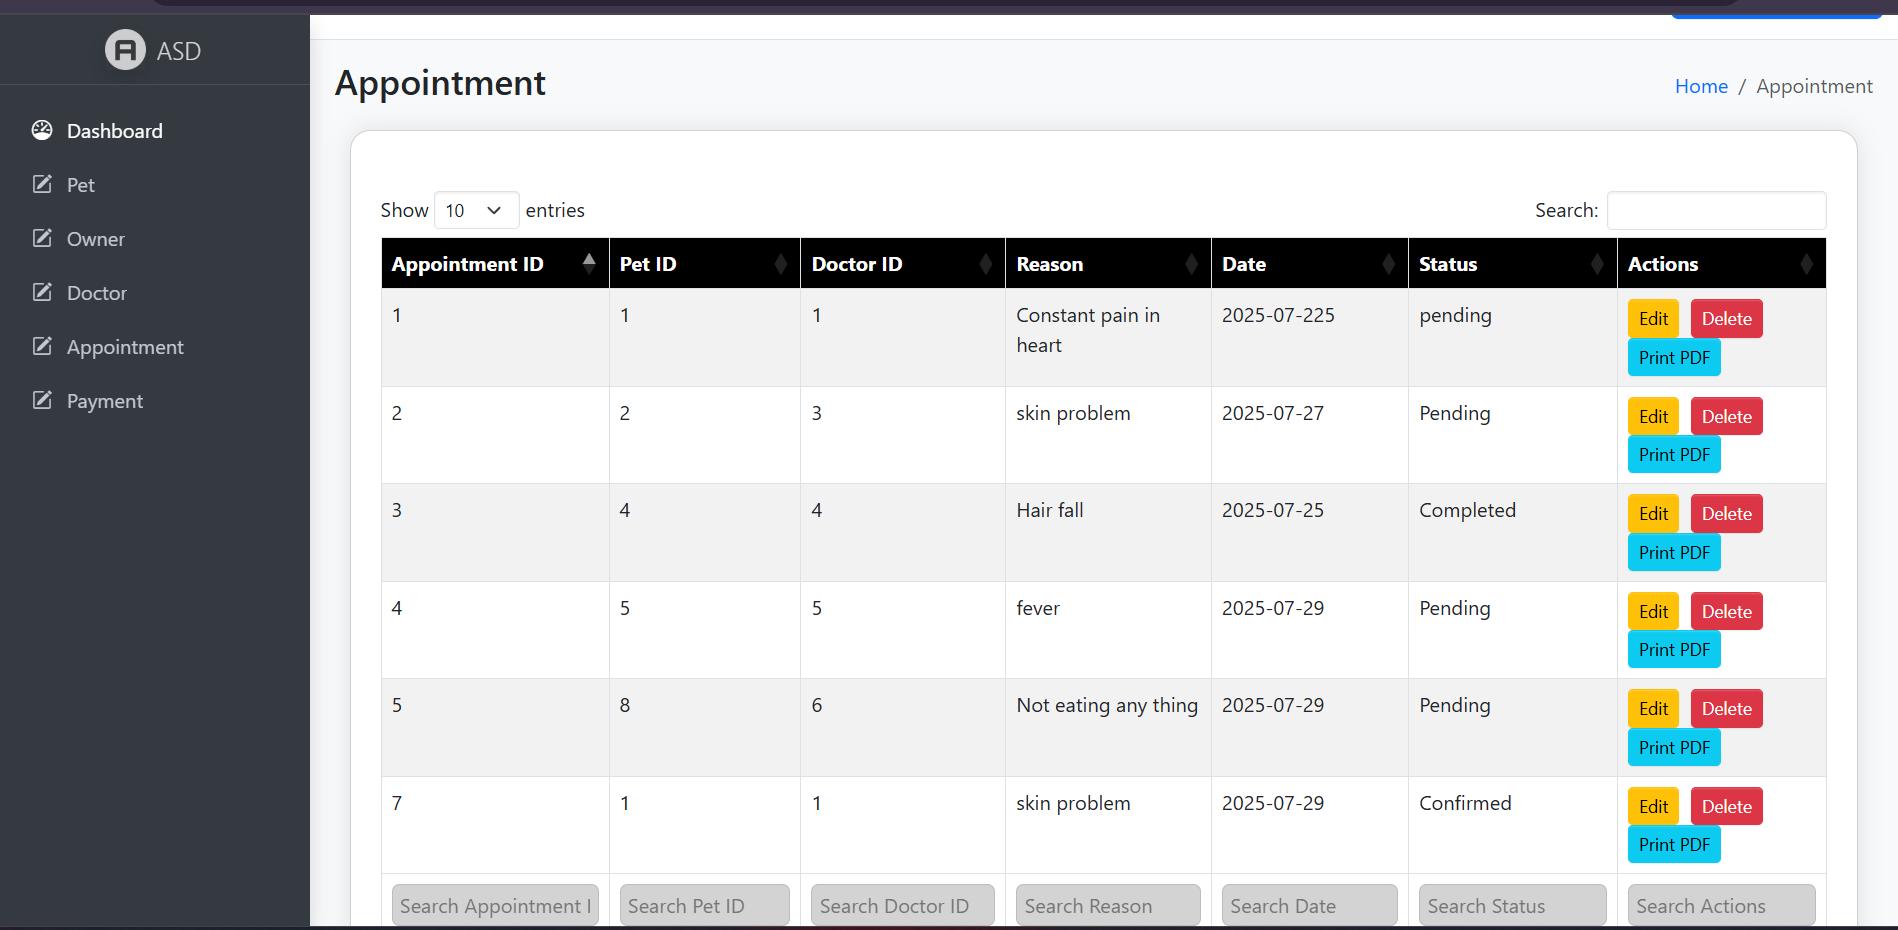 ASD
Dashboard
Pet
Owner
Doctor
Appointment
Payment
Appointment
Home / Appointment
Show 10 entries
Search:
Appointment ID Pet ID Doctor ID Reason Date Status Actions
1 1 1 Constant pain in 2025-07-225 pending Edit Delete
heart Print PDF
2 2 3 skin problem 2025-07-27 Pending Edit Delete
Print PDF
3 4 4 Hair fall 2025-07-25 Completed Edit Delete
Print PDF
4 5 5 fever 2025-07-29 Pending Edit Delete
Print PDF
5 8 6 Not eating any thing 2025-07-29 Pending Edit Delete
Print PDF
7 1 1 skin problem 2025-07-29 Confirmed Edit Delete
Print PDF
Search Appointment I Search Pet ID Search Doctor ID Search Reason Search Date Search Status Search Actions